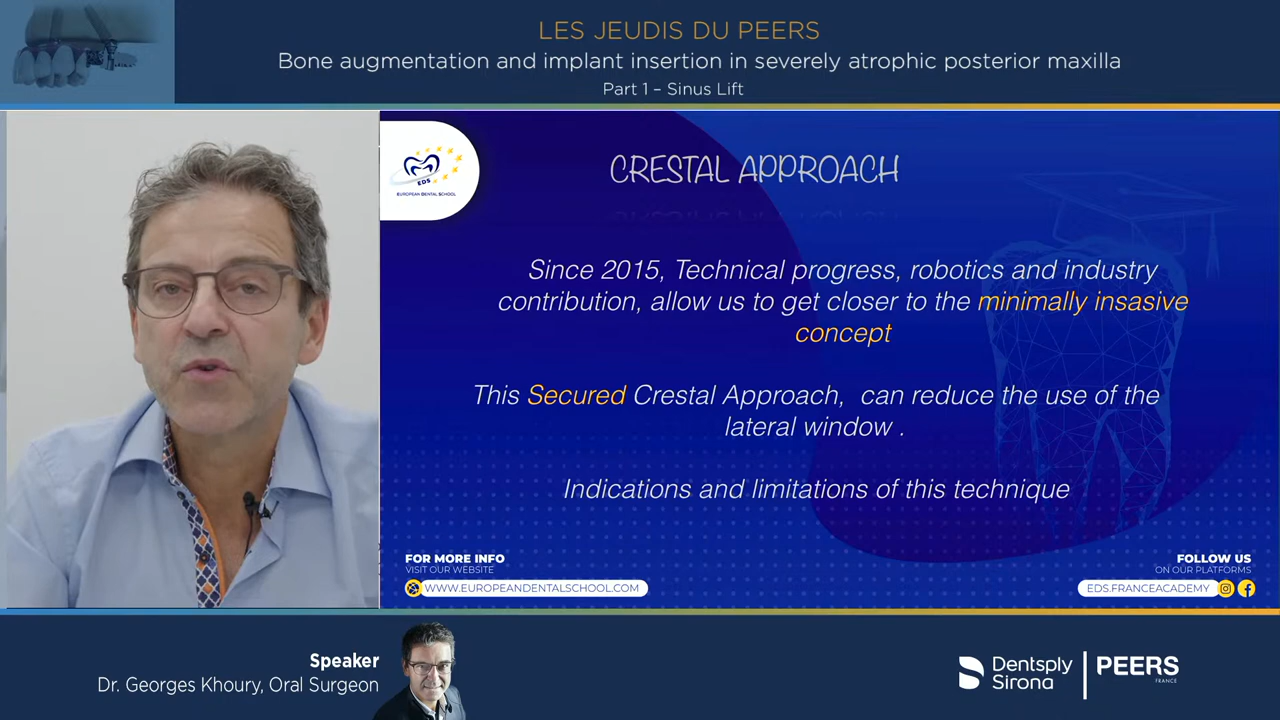 LES JEUDIS DU PEERS
Bone augmentation and implant insertion in severely atrophic posterior maxilla
Part 1 – Sinus Lift
EDS
EUROPEAN DENTAL SCHOOL
CRESTAL APPROACH
Since 2015, Technical progress, robotics and industry
contribution, allow us to get closer to the minimally insasive
concept
This Secured Crestal Approach, can reduce the use of the
lateral window .
Indications and limitations of this technique
FOR MORE INFO
VISIT OUR WEBSITE
WWW.EUROPEANDENTALSCHOOL.COM
FOLLOW US
ON OUR PLATFORMS
EDS.FRANCEACADEMY
Speaker
Dr. Georges Khoury, Oral Surgeon
Dentsply
Sirona
PEERS
FRANCE